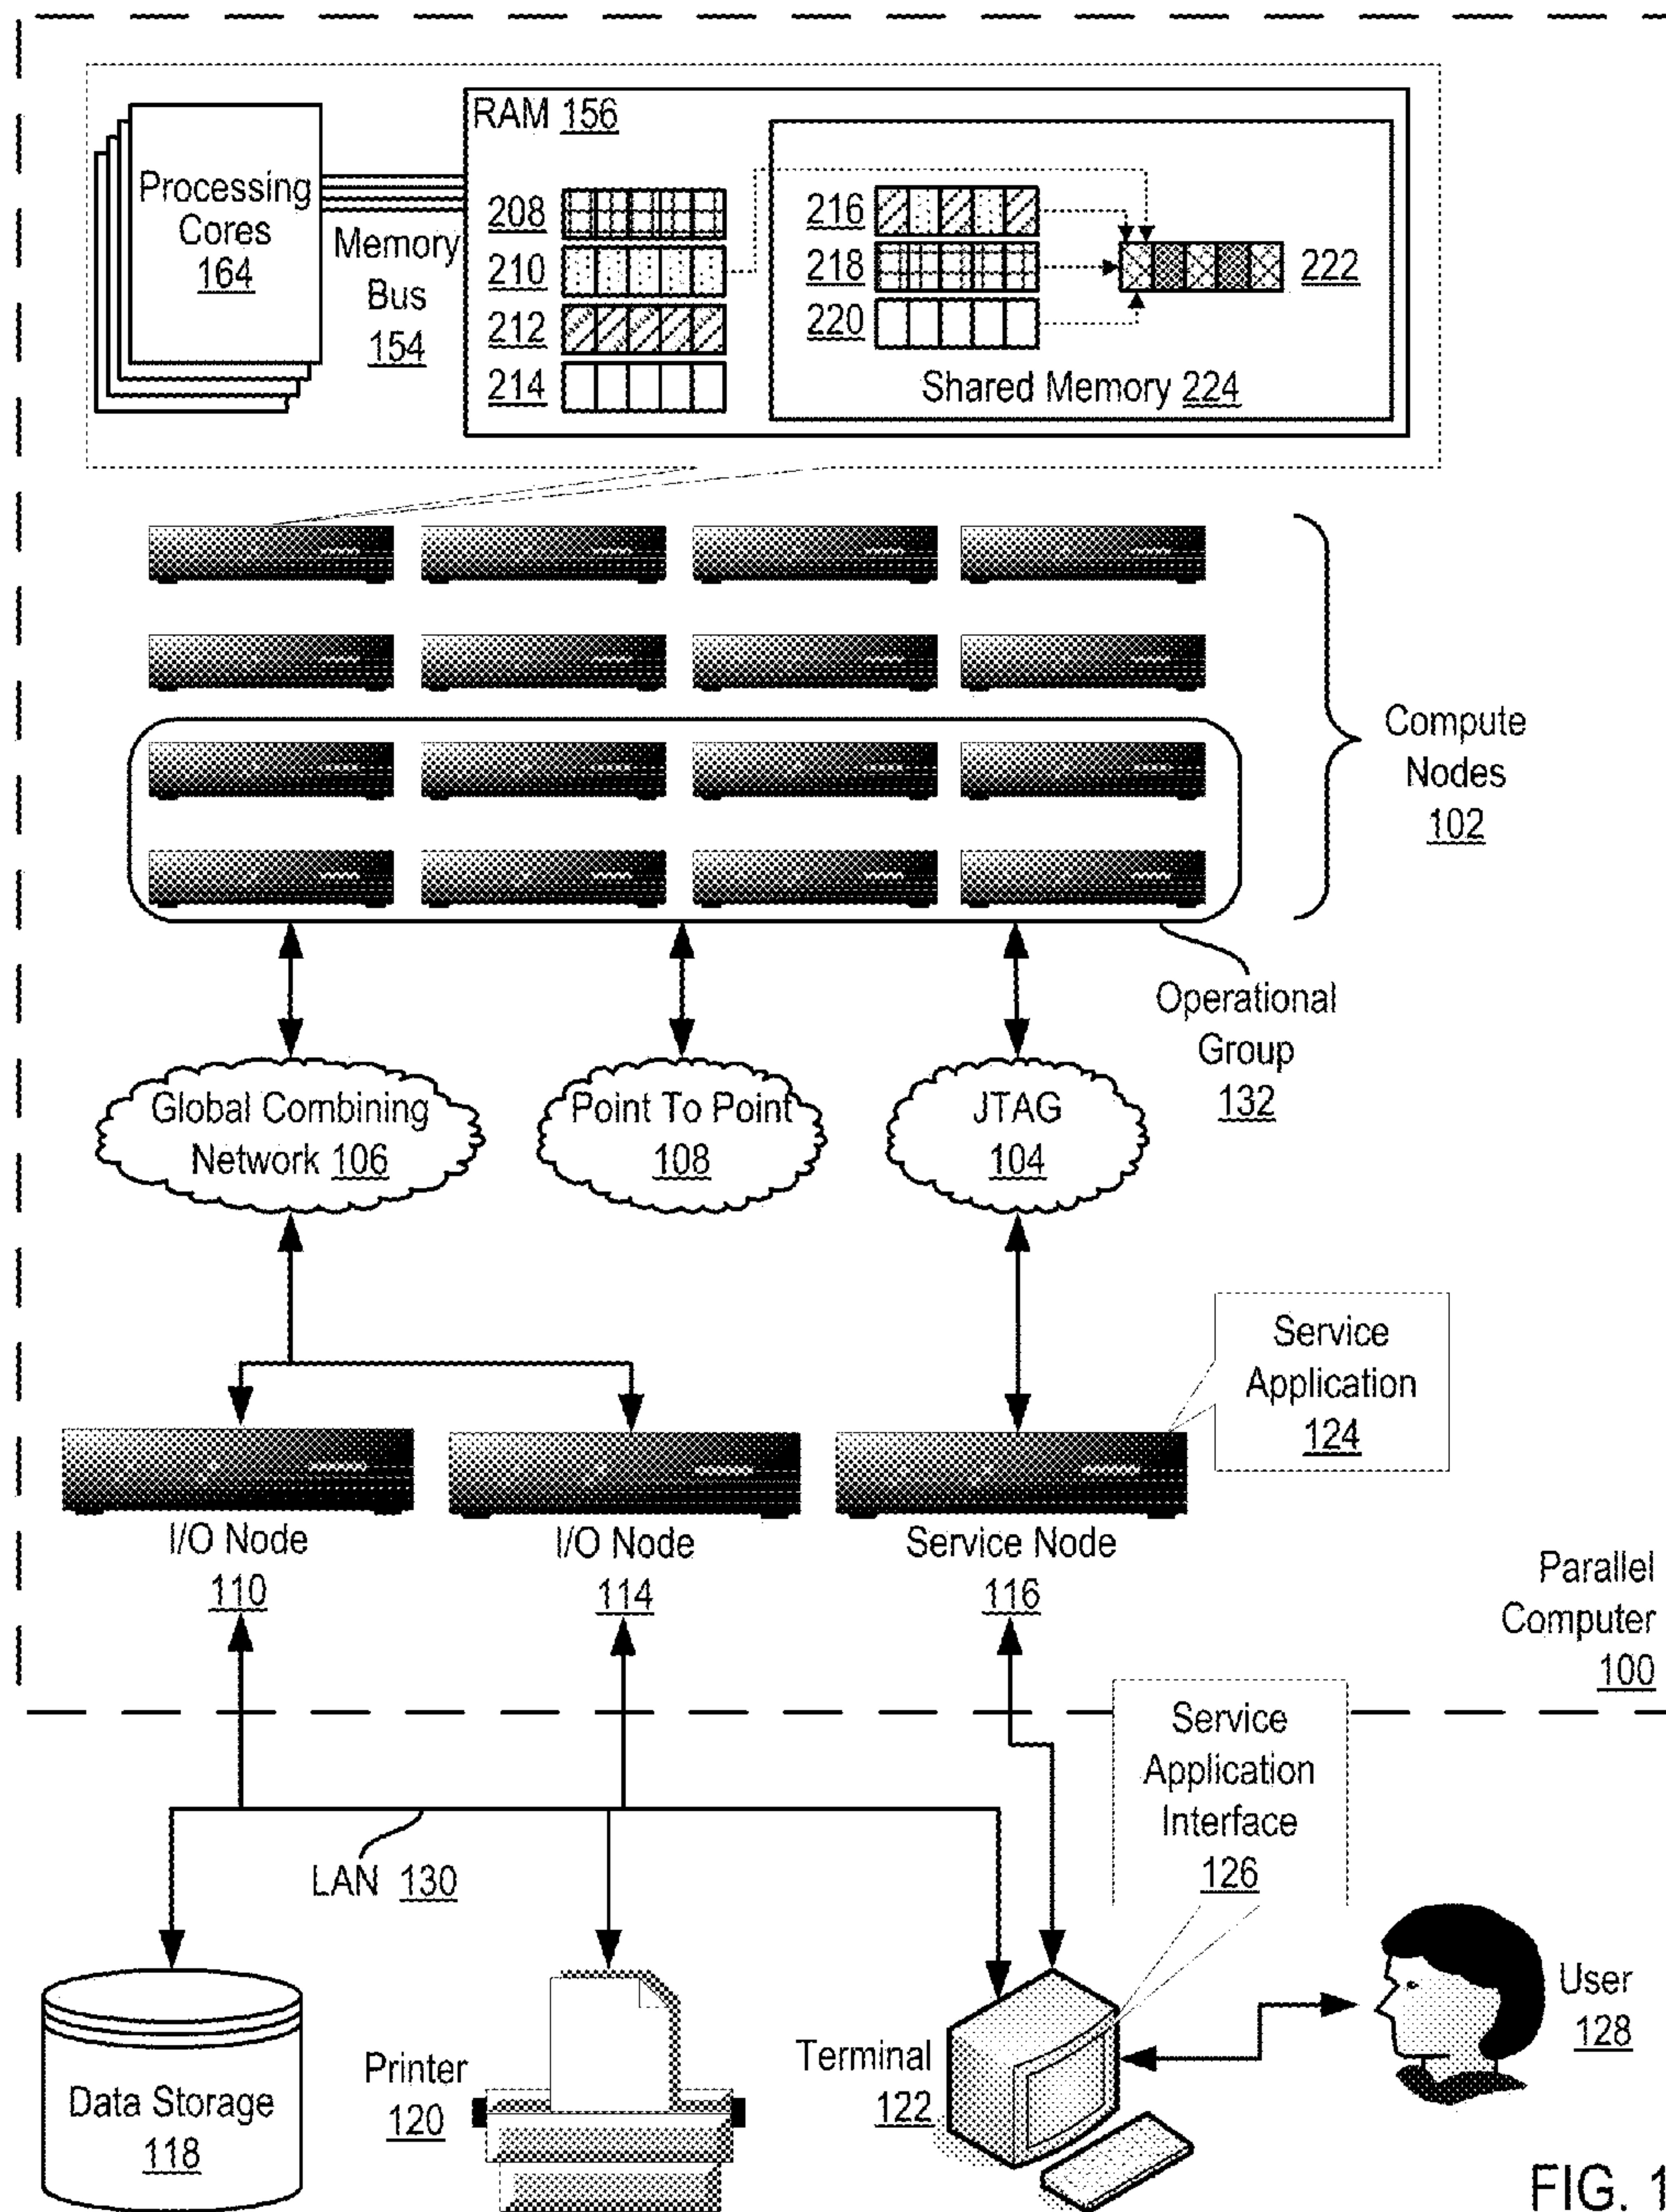 RAM 156
Processing
Cores
164
Memory
Bus
154
208
210
212
214
216
218
220
222
Shared Memory 224
Compute
Nodes
102
Operational
Group
132
Global Combining
Network 106
Point To Point
108
JTAG
104
Service
Application
124
I/O Node
110
I/O Node
114
Service Node
116
Parallel
Computer
100
Service
Application
Interface
126
LAN 130
Data Storage
118
Printer
120
Terminal
122
User
128
FIG. 1